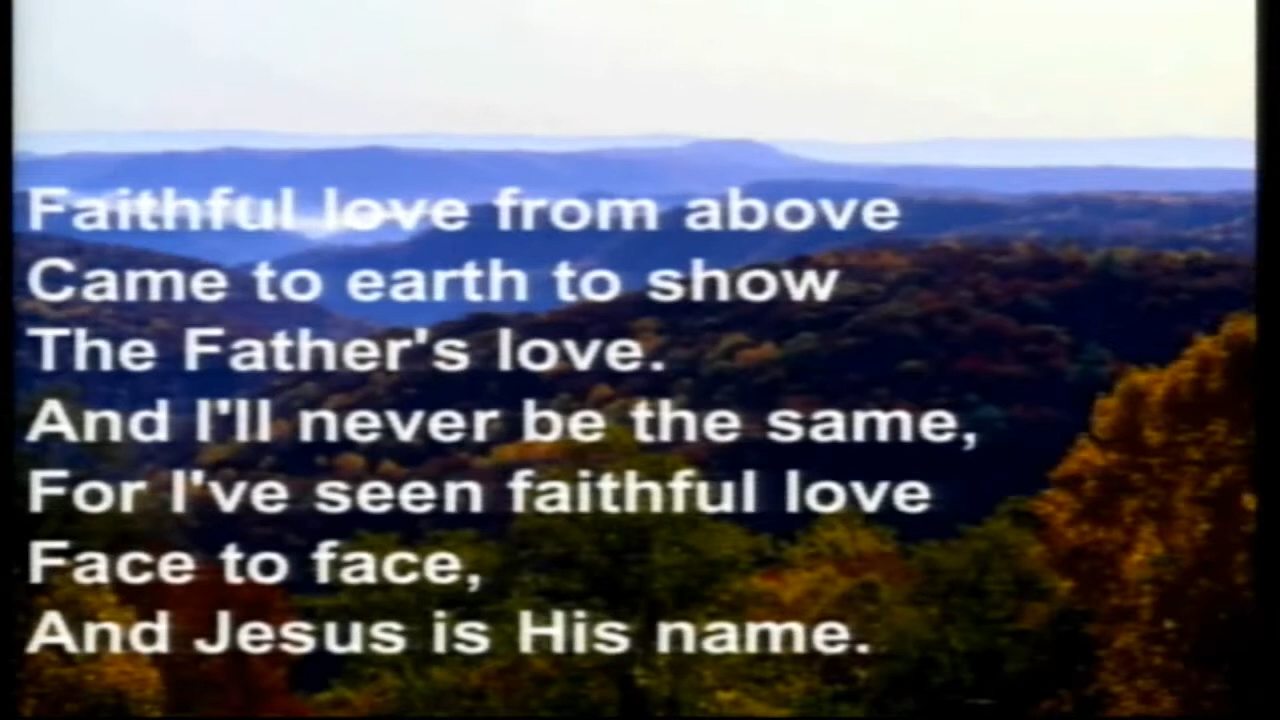 Faithful love from above
Came to earth to show
The Father's love.
And I'll never be the same,
For I've seen faithful love
Face to face,
And Jesus is His name.